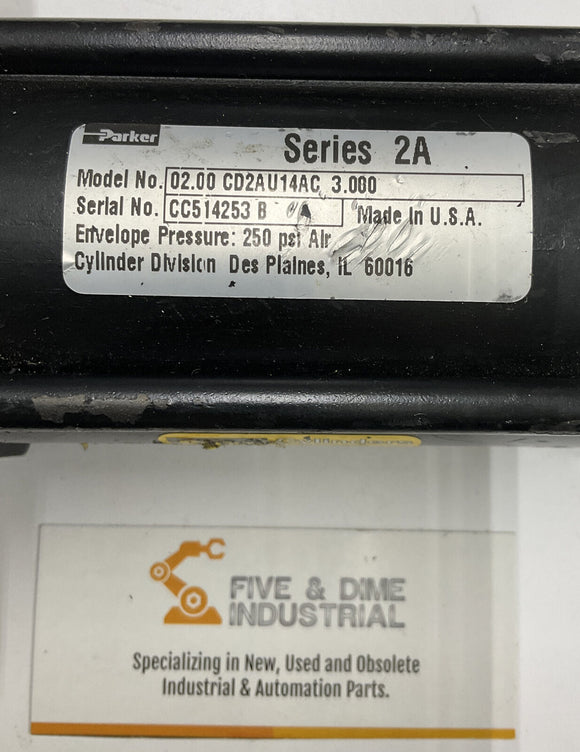 Parker
Series 2A
Model No. 02.00 CD2AU14AC 3.000
Serial No. CC514253 B Made in U.S.A.
Envelope Pressure: 250 psi Air
Cylinder Division Des Plaines, IL 60016
FIVE & DIME
INDUSTRIAL
Specializing in New, Used and Obsolete
Industrial & Automation Parts.